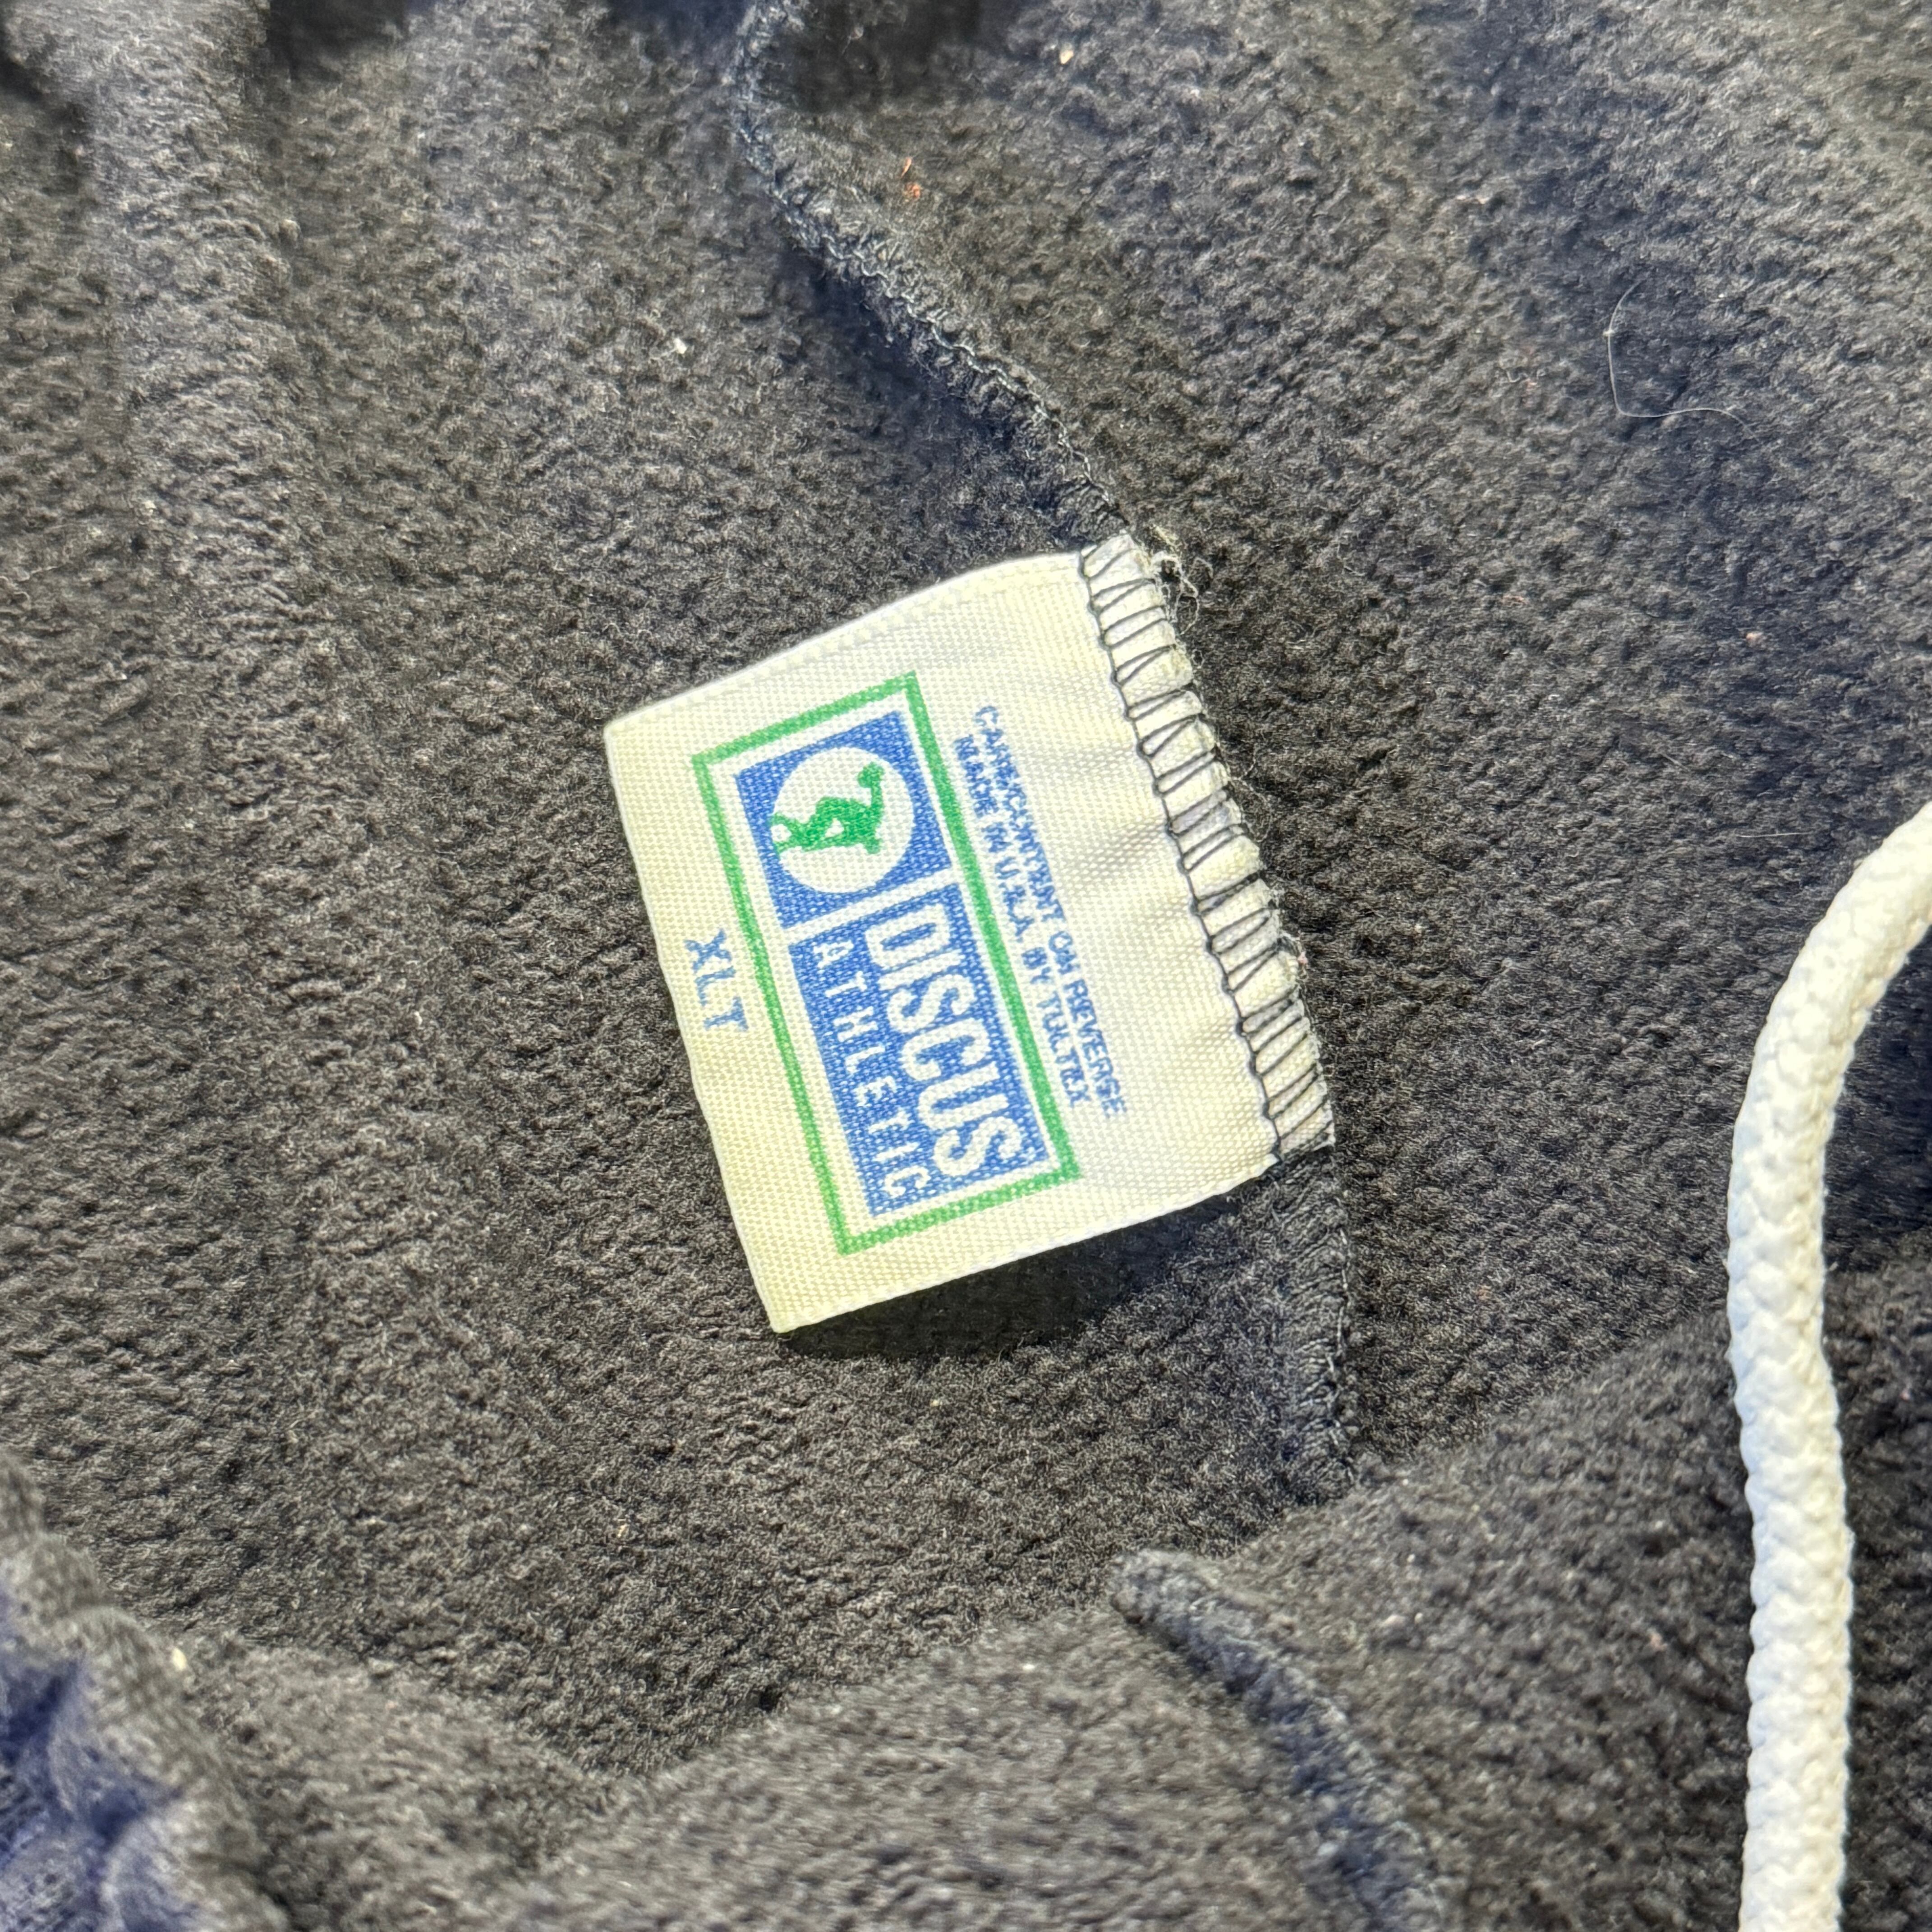 CARE/CONTENT ON REVERSE
MADE IN U.S.A. BY TULTEX
DISCUS
ATHLETIC
XLT